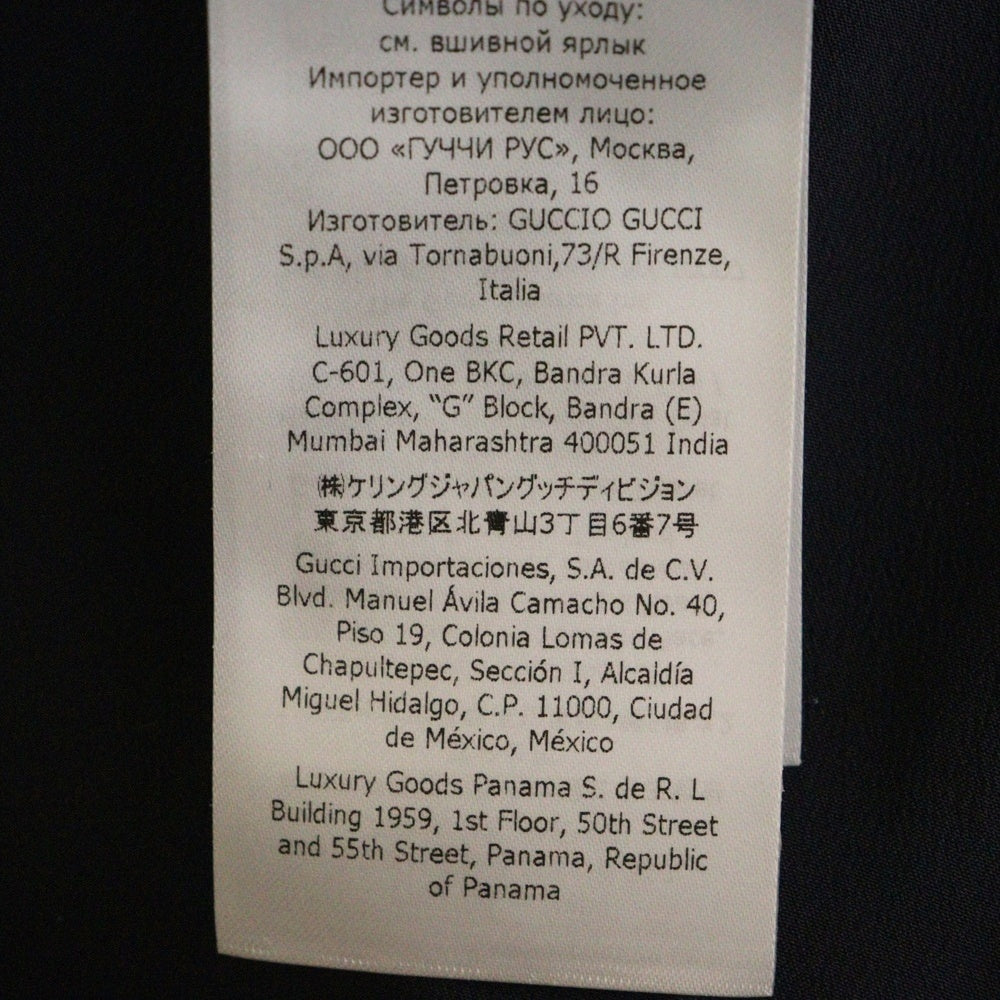 Символы по уходу:
см. вшивной ярлык
Импортер и уполномоченное
изготовителем лицо:
ООО «ГУЧЧИ РУС», Москва,
Петровка, 16
Изготовитель: GUCCIO GUCCI
S.p.A, via Tornabuoni,73/R Firenze,
Italia
Luxury Goods Retail PVT. LTD.
C-601, One BKC, Bandra Kurla
Complex, “G” Block, Bandra (E)
Mumbai Maharashtra 400051 India
㈱ケリングジャパングッチディビジョン
東京都港区北青山3丁目6番7号
Gucci Importaciones, S.A. de C.V.
Blvd. Manuel Ávila Camacho No. 40,
Piso 19, Colonia Lomas de
Chapultepec, Sección I, Alcaldía
Miguel Hidalgo, C.P. 11000, Ciudad
de México, México
Luxury Goods Panama S. de R. L
Building 1959, 1st Floor, 50th Street
and 55th Street, Panama, Republic
of Panama